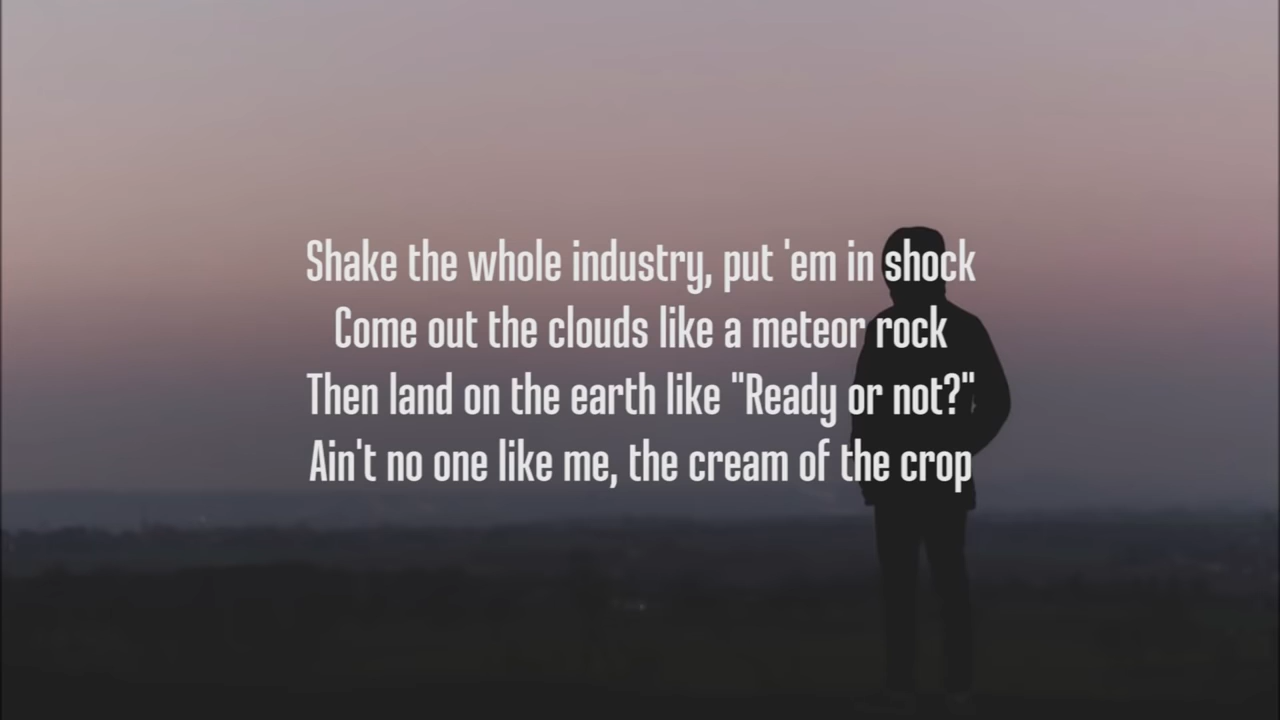 Shake the whole industry, put 'em in shock
Come out the clouds like a meteor rock
Then land on the earth like "Ready or not?"
Ain't no one like me, the cream of the crop